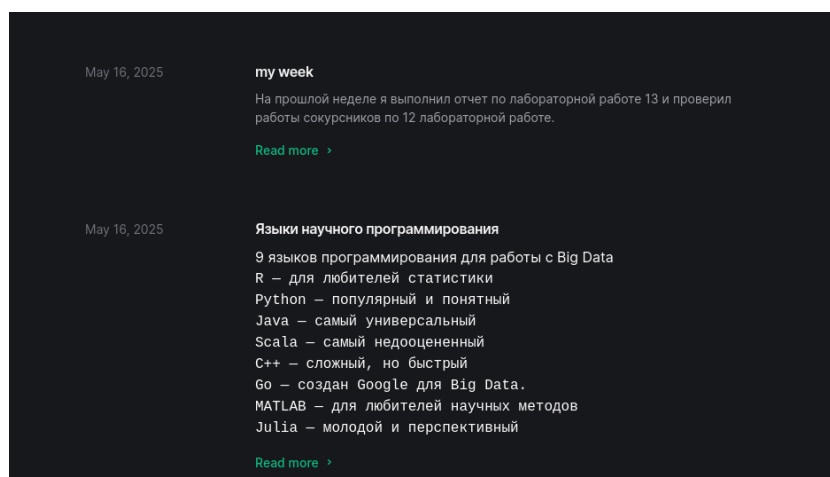 May 16, 2025
my week
На прошлой неделе я выполнил отчет по лабораторной работе 13 и проверил
работы сокурсников по 12 лабораторной работе.
Read more ›
May 16, 2025
Языки научного программирования
9 языков программирования для работы с Big Data
R — для любителей статистики
Python — популярный и понятный
Java — самый универсальный
Scala — самый недооцененный
C++ — сложный, но быстрый
Go — создан Google для Big Data.
MATLAB — для любителей научных методов
Julia — молодой и перспективный
Read more ›